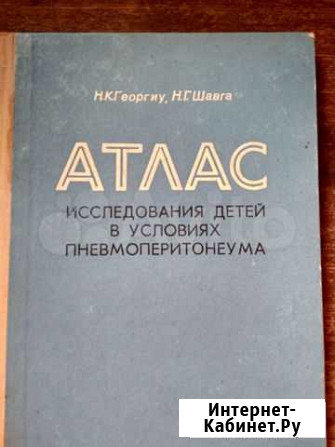 Н.К.Георгиу, Н.Г.Шавга
АТЛАС
ИССЛЕДОВАНИЯ ДЕТЕЙ
В УСЛОВИЯХ
ПНЕВМОПЕРИТОНЕУМА
Интернет-
Кабинет.Ру